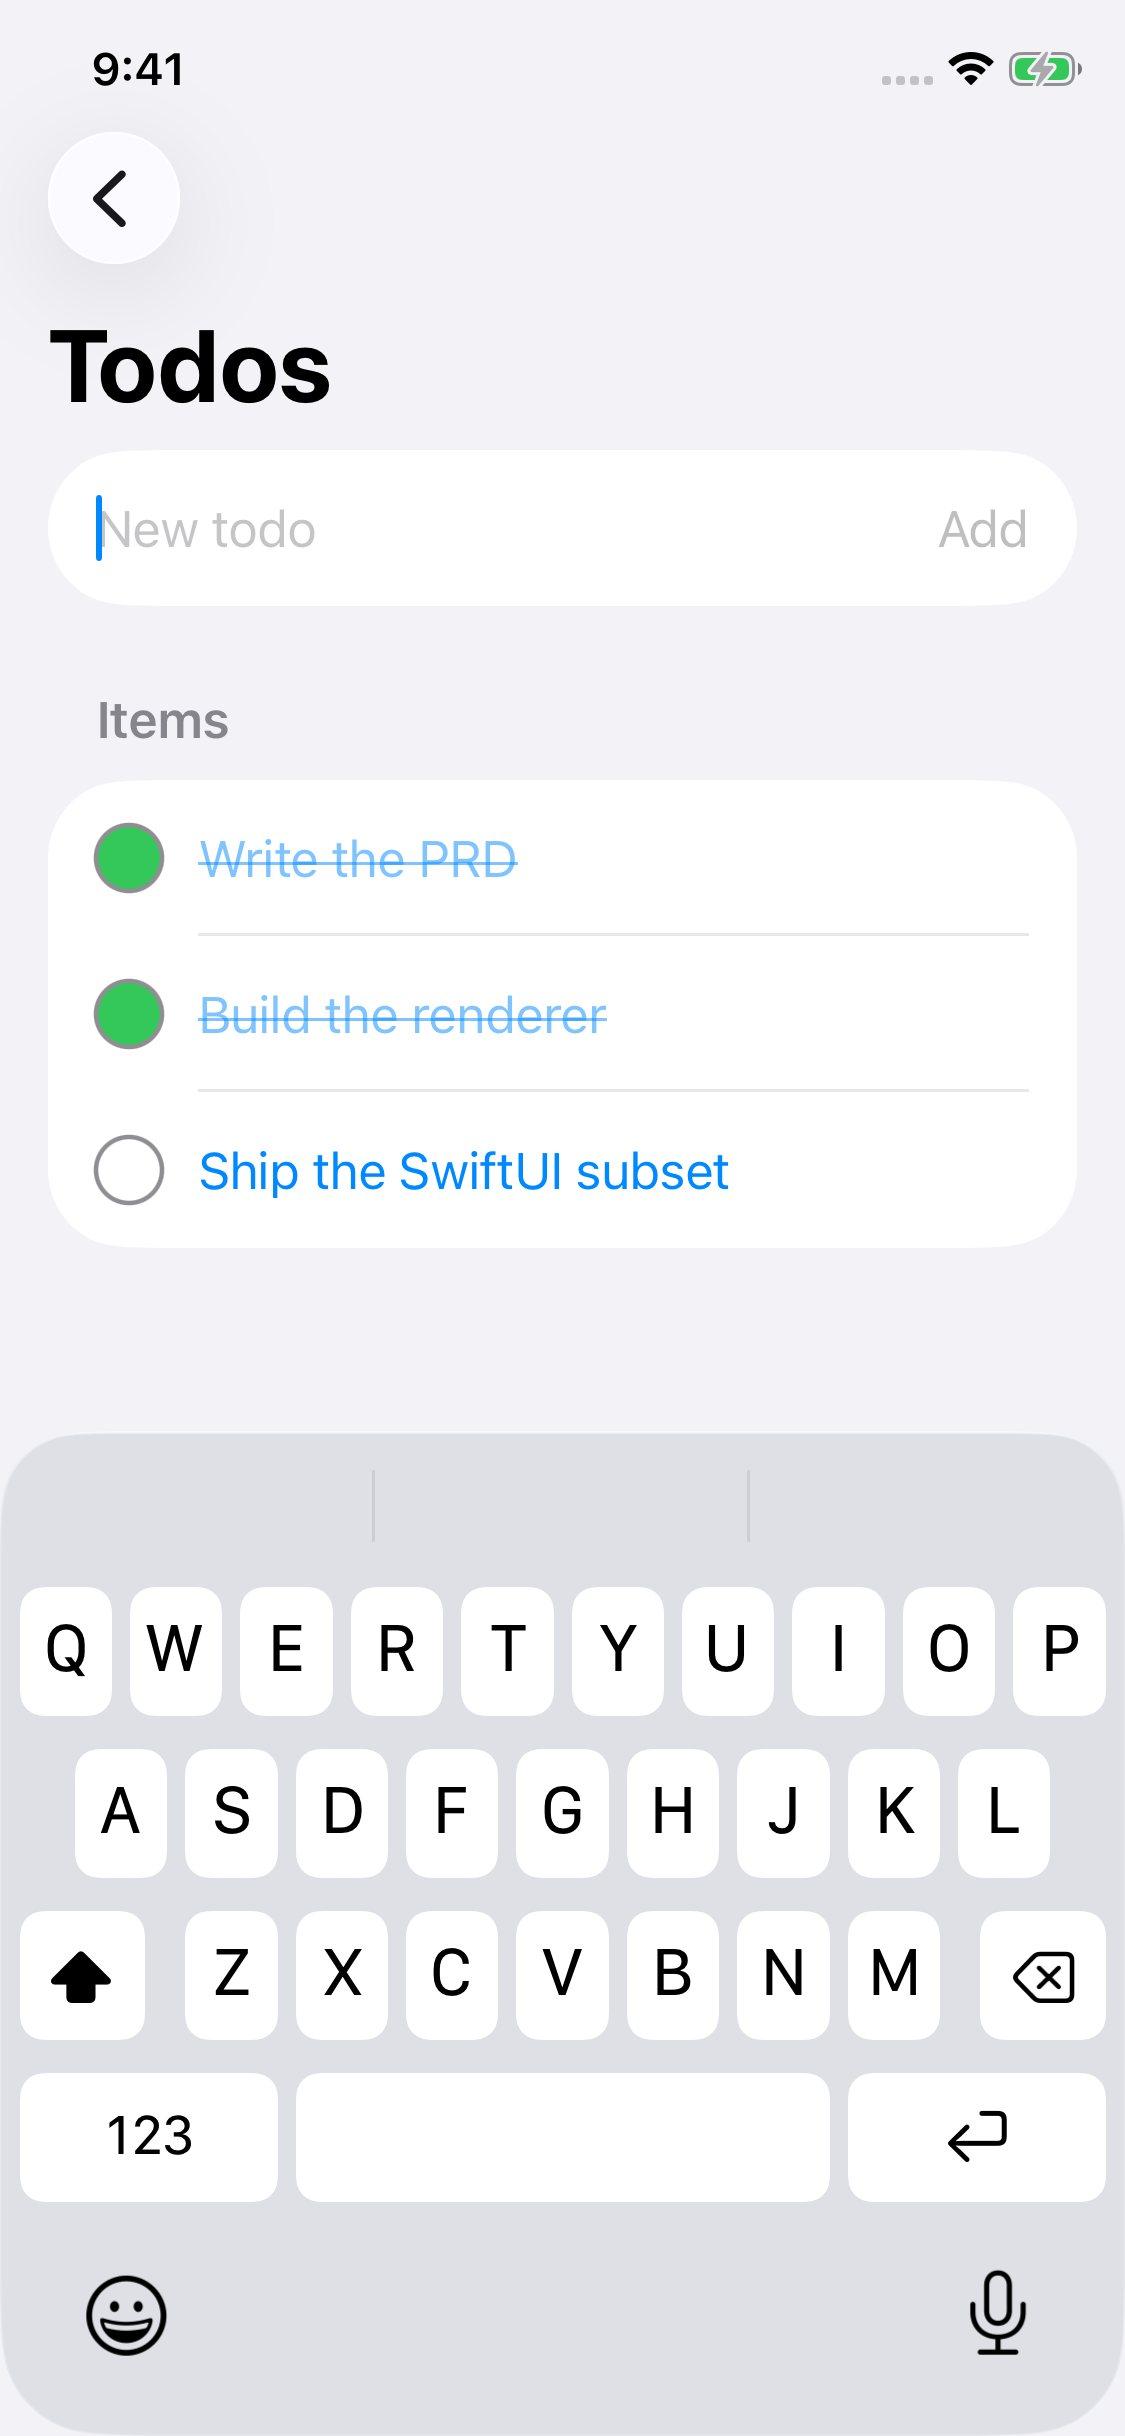 9:41
Todos
New todo Add
Items
Write the PRD
Build the renderer
Ship the SwiftUI subset
Q W E R T Y U I O P
A S D F G H J K L
Z X C V B N M
123